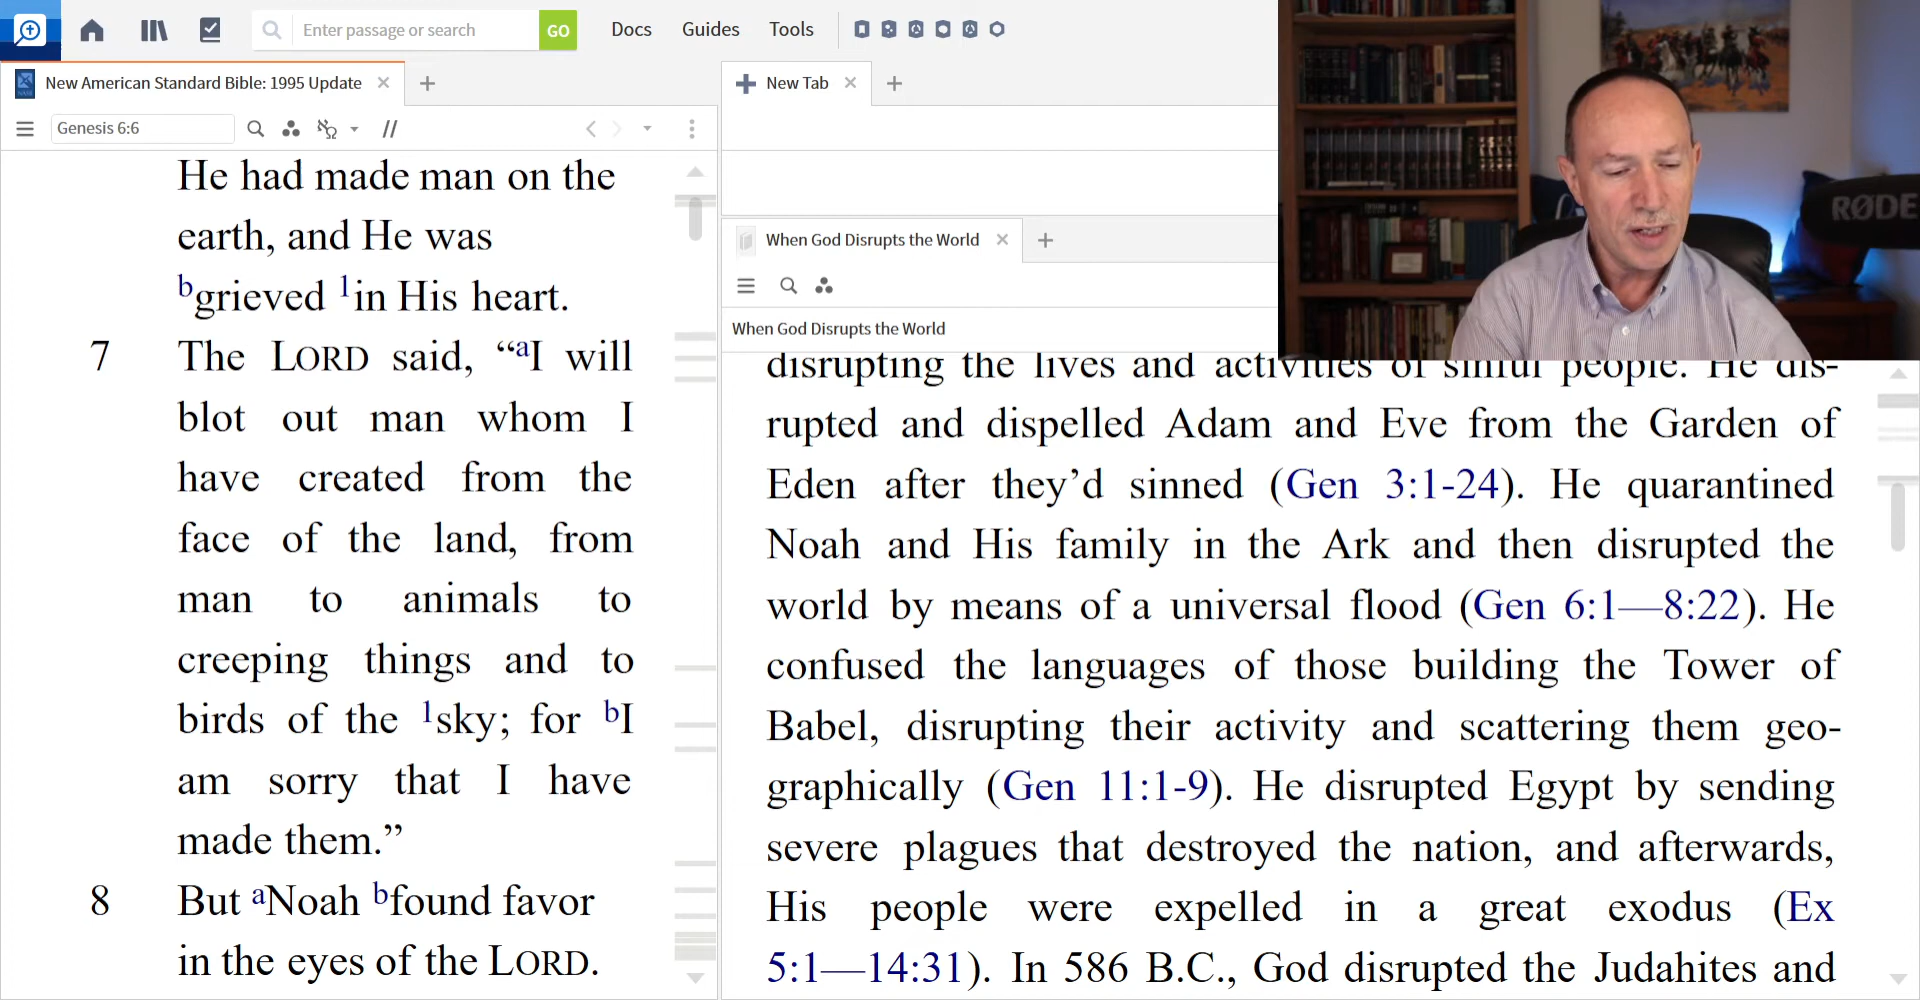 Enter passage or search
GO
Docs
Guides
Tools
New American Standard Bible: 1995 Update
Genesis 6:6
He had made man on the
earth, and He was
bgrieved 1in His heart.
7 The LORD said, “aI will
blot out man whom I
have created from the
face of the land, from
man to animals to
creeping things and to
birds of the 1sky; for bI
am sorry that I have
made them.”
8 But aNoah bfound favor
in the eyes of the LORD.
New Tab
When God Disrupts the World
When God Disrupts the World
disrupting the lives and activities of sinful people. He dis-
rupted and dispelled Adam and Eve from the Garden of
Eden after they’d sinned (Gen 3:1-24). He quarantined
Noah and His family in the Ark and then disrupted the
world by means of a universal flood (Gen 6:1—8:22). He
confused the languages of those building the Tower of
Babel, disrupting their activity and scattering them geo-
graphically (Gen 11:1-9). He disrupted Egypt by sending
severe plagues that destroyed the nation, and afterwards,
His people were expelled in a great exodus (Ex
5:1—14:31). In 586 B.C., God disrupted the Judahites and
RØDE